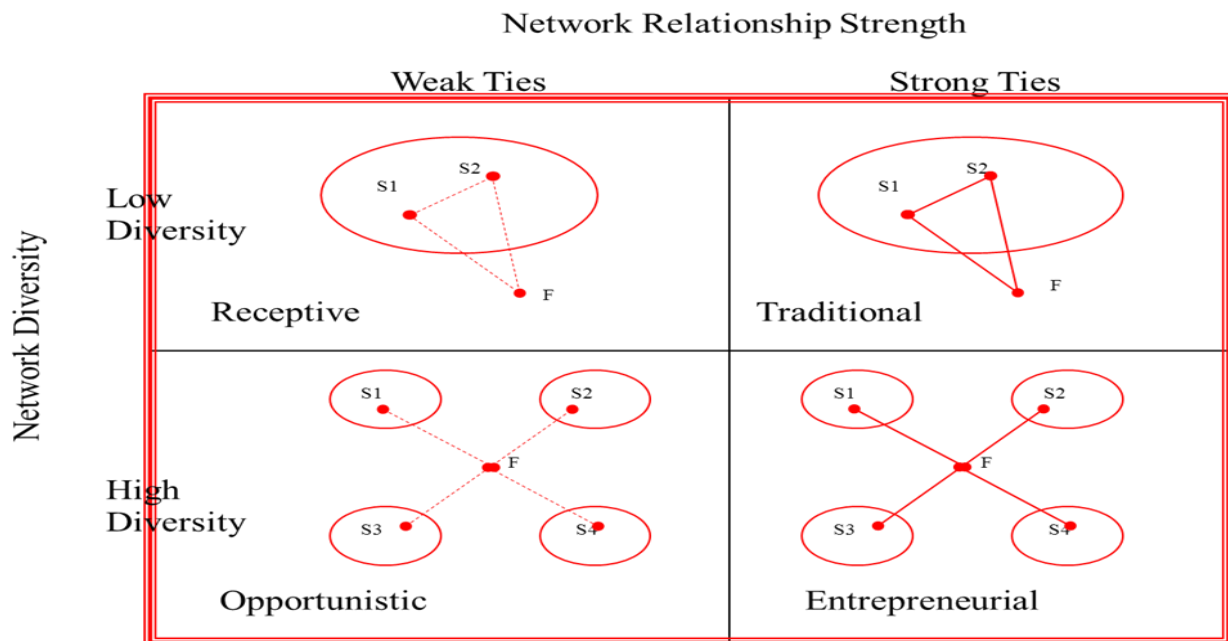 Network Relationship Strength
Weak Ties
Strong Ties
Network Diversity
Low
Diversity
S1
S2
F
Receptive
S1
S2
F
Traditional
High
Diversity
S1
S2
F
S3
S4
Opportunistic
S1
S2
F
S3
S4
Entrepreneurial